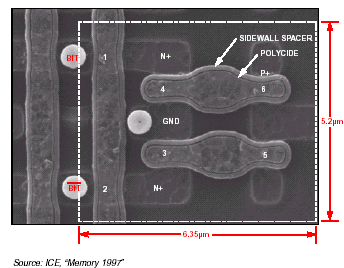 SIDEWALL SPACER
POLYCIDE
BIT
1
N+
P+
4
6
GND
5.2µm
3
5
BIT
2
N+
6.35µm
Source: ICE, "Memory 1997"